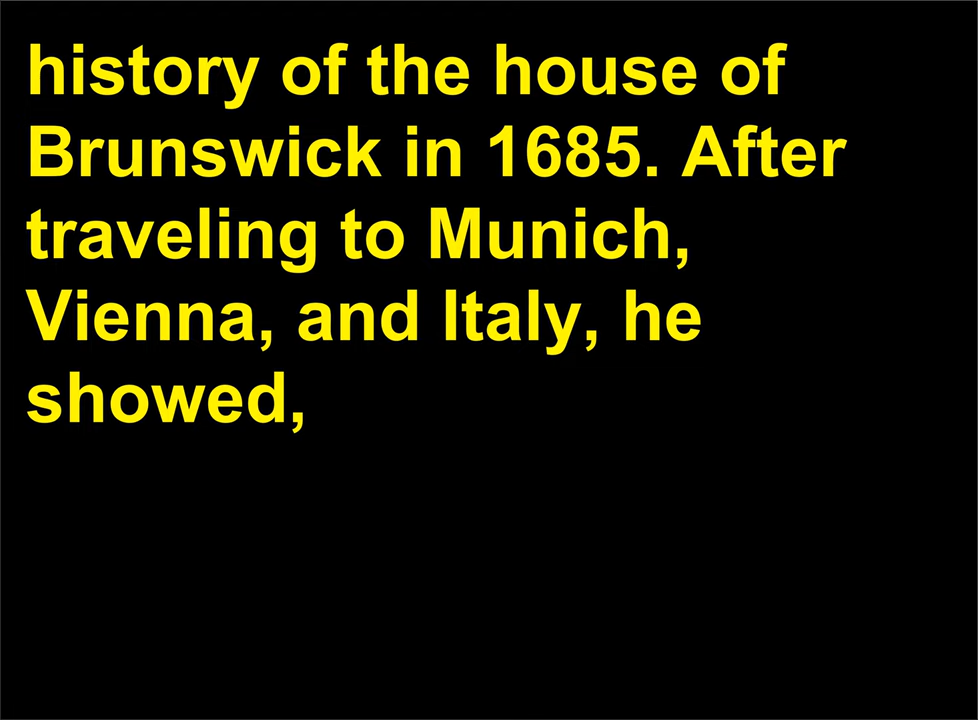 history of the house of
Brunswick in 1685. After
traveling to Munich,
Vienna, and Italy, he
showed,